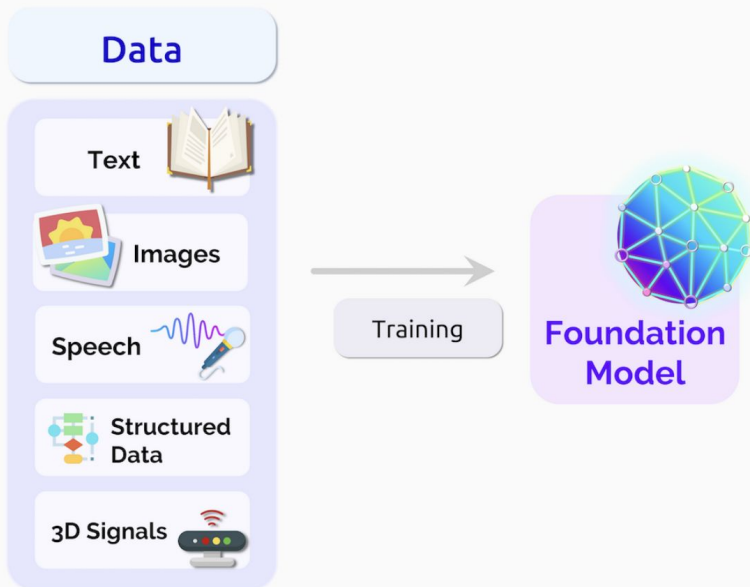 Data
Text
Images
Speech
Structured
Data
3D Signals
Training
Foundation
Model